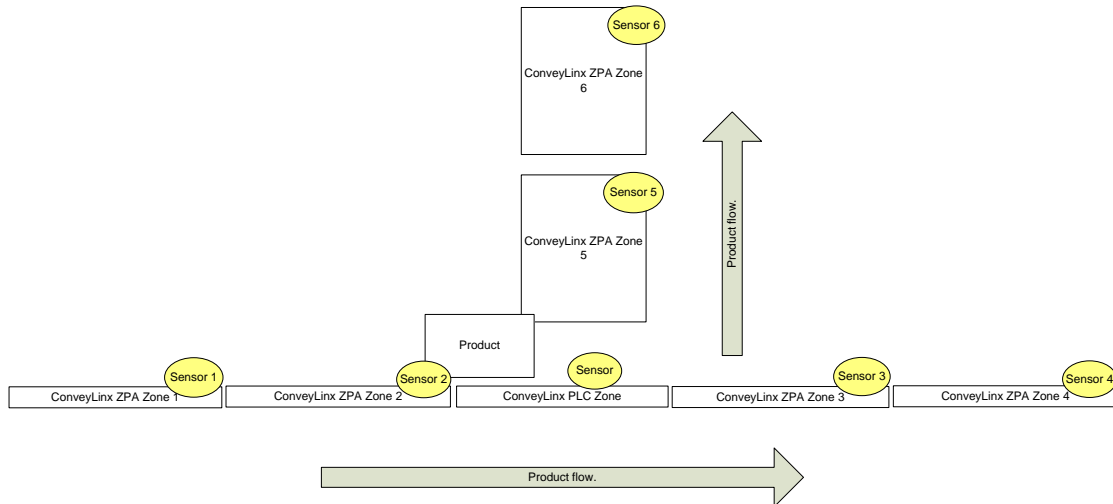 Sensor 6
ConveyLinx ZPA Zone
6
Sensor 5
ConveyLinx ZPA Zone
5
Product flow.
Product
Sensor 1
Sensor 2
Sensor
Sensor 3
Sensor 4
ConveyLinx ZPA Zone 1
ConveyLinx ZPA Zone 2
ConveyLinx PLC Zone
ConveyLinx ZPA Zone 3
ConveyLinx ZPA Zone 4
Product flow.